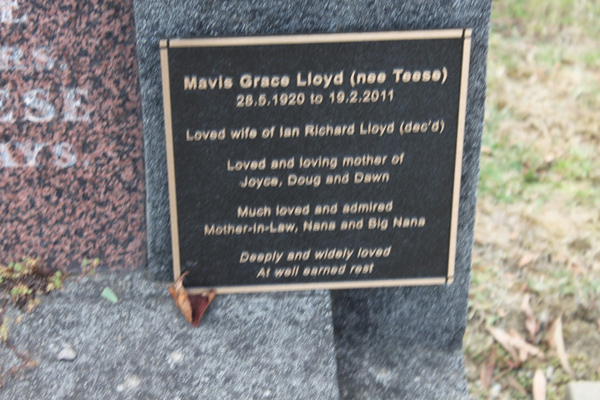 ESE
Mavis Grace Lloyd (nee Teese)
28.5.1920 to 19.2.2011
Loved wife of Ian Richard Lloyd (dec'd)
Loved and loving mother of
Joyce, Doug and Dawn
Much loved and admired
Mother-in-Law, Nana and Big Nana
Deeply and widely loved
At well earned rest